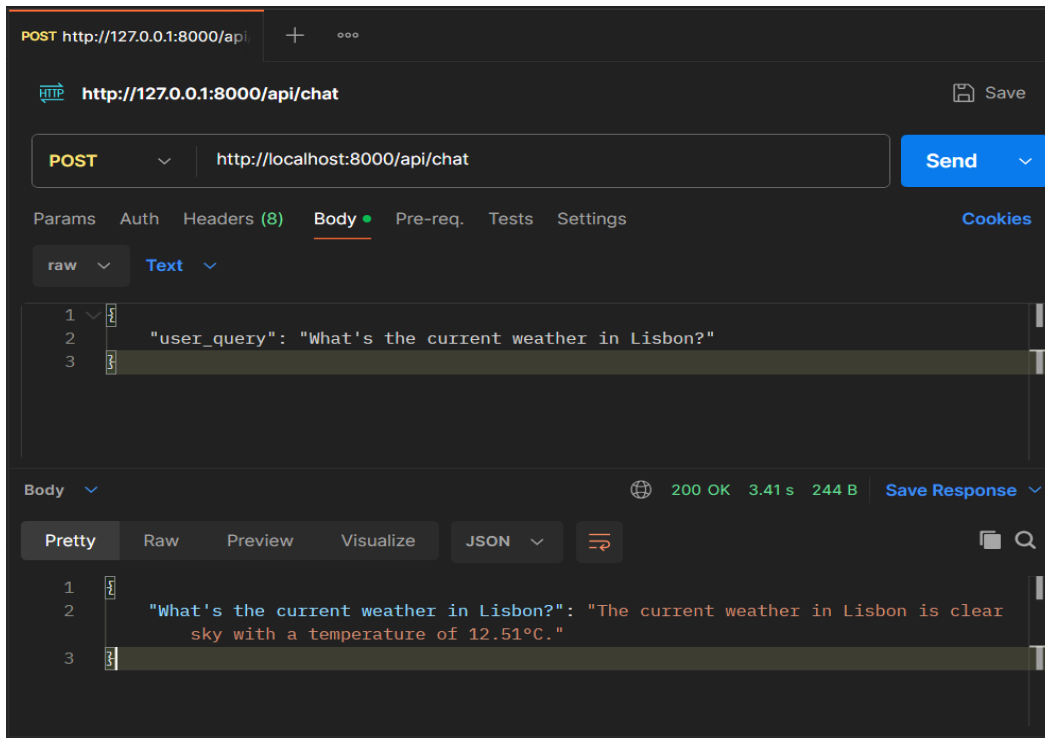 POST http://127.0.0.1:8000/api
HTTP http://127.0.0.1:8000/api/chat Save
POST http://localhost:8000/api/chat Send
Params Auth Headers (8) Body Pre-req. Tests Settings Cookies
raw Text
1 {
2 "user_query": "What's the current weather in Lisbon?"
3 }
Body 200 OK 3.41 s 244 B Save Response
Pretty Raw Preview Visualize JSON
1 {
2 "What's the current weather in Lisbon?": "The current weather in Lisbon is clear
sky with a temperature of 12.51°C."
3 }